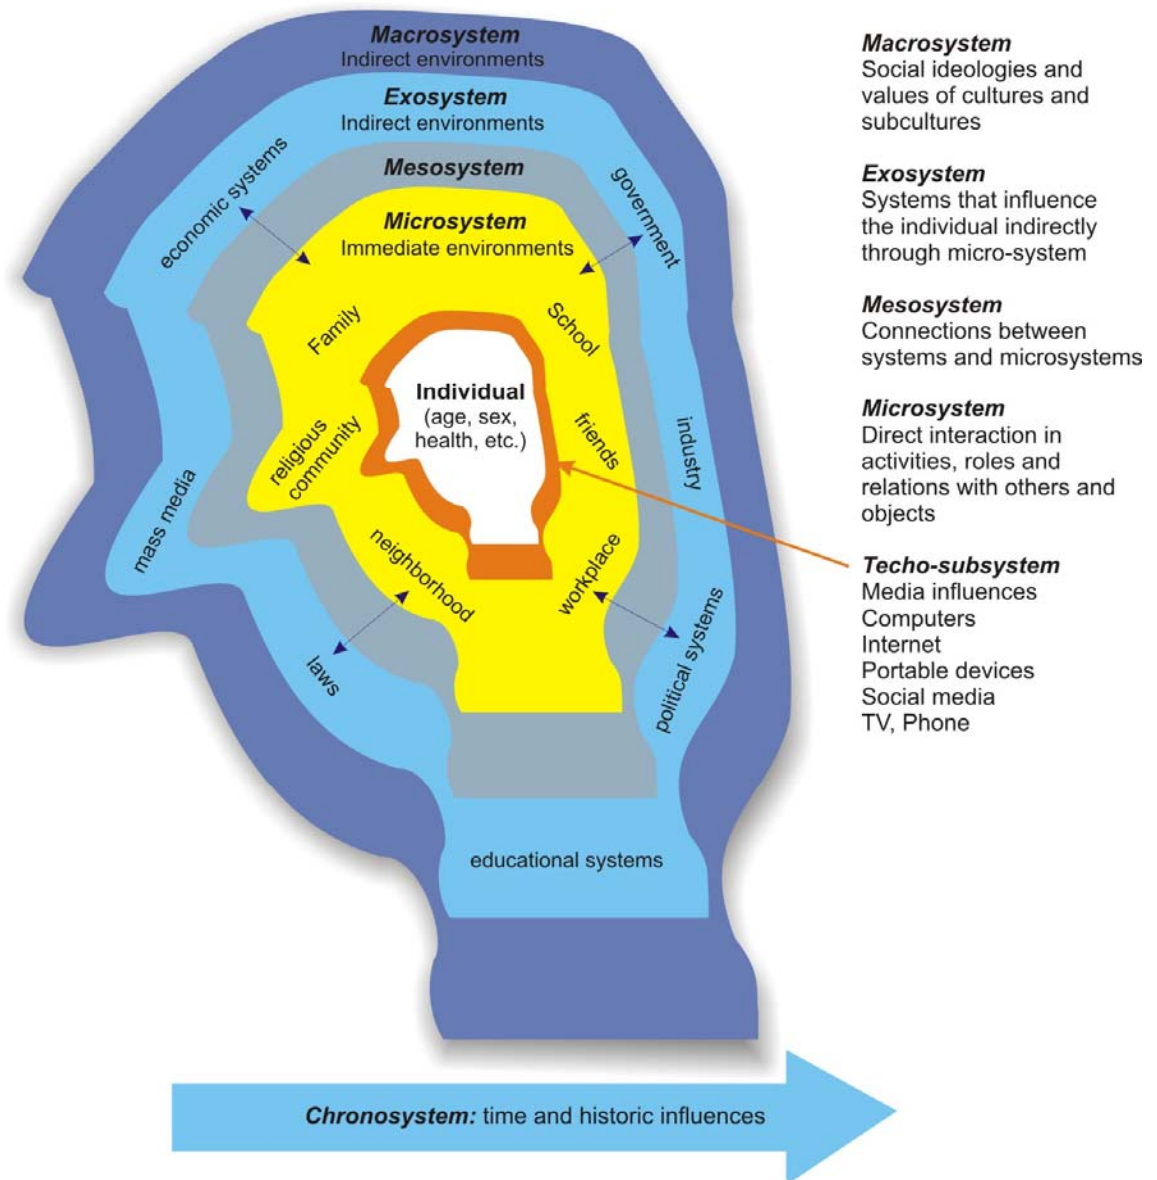 Macrosystem
Indirect environments
Exosystem
Indirect environments
Mesosystem
Microsystem
Immediate environments
economic systems
government
Family
School
Individual
(age, sex,
health, etc.)
religious
community
friends
industry
mass media
neighborhood
workplace
laws
political systems
educational systems
Macrosystem
Social ideologies and
values of cultures and
subcultures
Exosystem
Systems that influence
the individual indirectly
through micro-system
Mesosystem
Connections between
systems and microsystems
Microsystem
Direct interaction in
activities, roles and
relations with others and
objects
Techo-subsystem
Media influences
Computers
Internet
Portable devices
Social media
TV, Phone
Chronosystem: time and historic influences